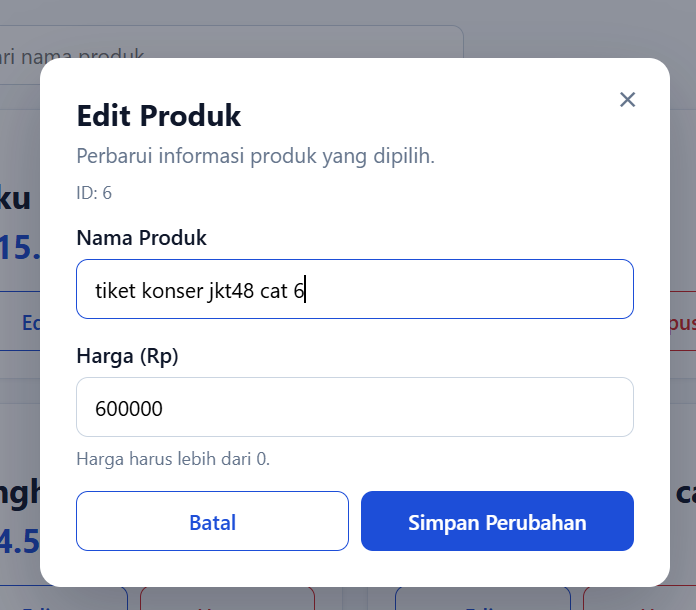 Edit Produk
Perbarui informasi produk yang dipilih.
ID: 6
Nama Produk
tiket konser jkt48 cat 6
Harga (Rp)
600000
Harga harus lebih dari 0.
Batal
Simpan Perubahan